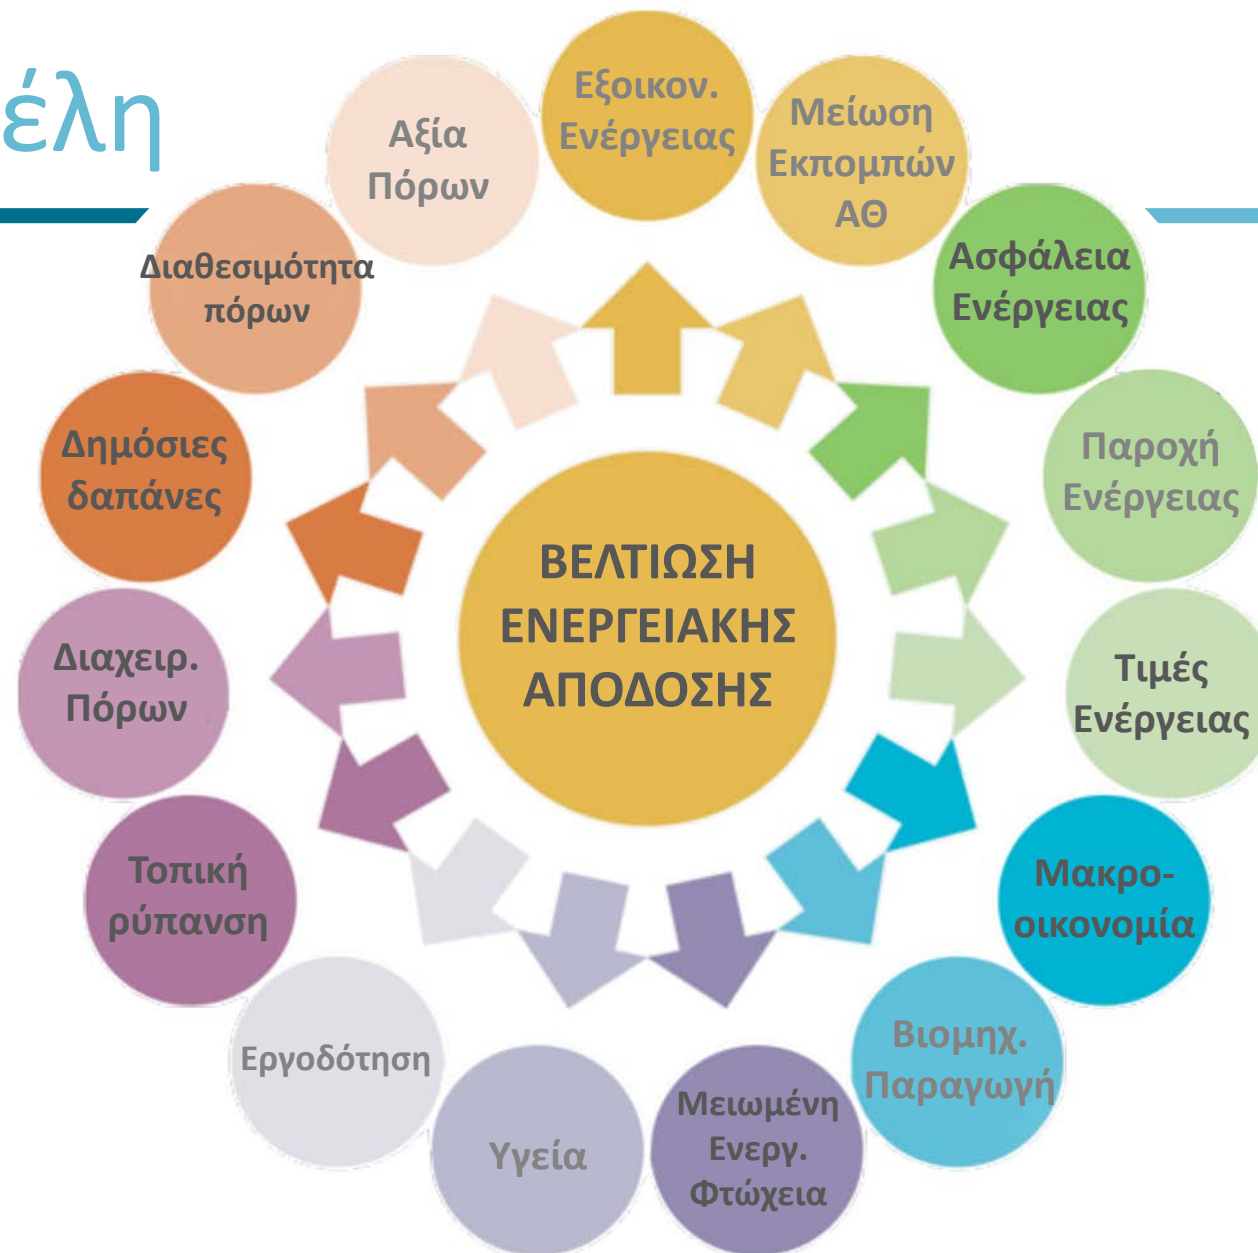 έλη
Εξοικον.
Ενέργειας
Μείωση
Εκπομπών
ΑΘ
Ασφάλεια
Ενέργειας
Παροχή
Ενέργειας
Τιμές
Ενέργειας
Μακρο-
οικονομία
Βιομηχ.
Παραγωγή
Μειωμένη
Ενεργ.
Φτώχεια
Υγεία
Εργοδότηση
Τοπική
ρύπανση
Διαχειρ.
Πόρων
Δημόσιες
δαπάνες
Διαθεσιμότητα
πόρων
Αξία
Πόρων
ΒΕΛΤΙΩΣΗ
ΕΝΕΡΓΕΙΑΚΗΣ
ΑΠΟΔΟΣΗΣ